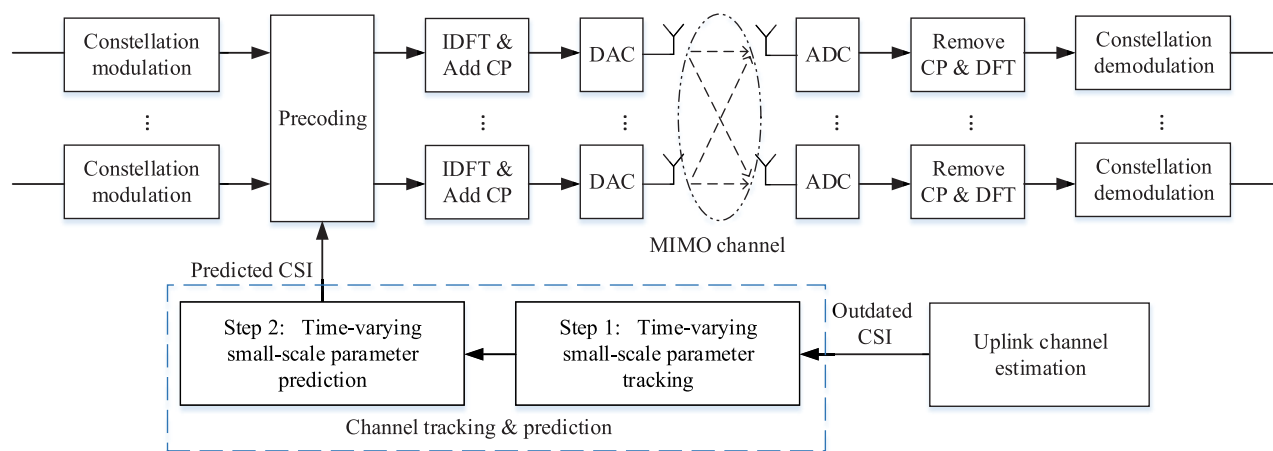 Constellation
modulation
Precoding
IDFT &
Add CP
DAC
ADC
Remove
CP & DFT
Constellation
demodulation
...
...
...
...
...
...
Constellation
modulation
IDFT &
Add CP
DAC
ADC
Remove
CP & DFT
Constellation
demodulation
MIMO channel
Predicted CSI
Step 2: Time-varying
small-scale parameter
prediction
Step 1: Time-varying
small-scale parameter
tracking
Outdated
CSI
Uplink channel
estimation
Channel tracking & prediction